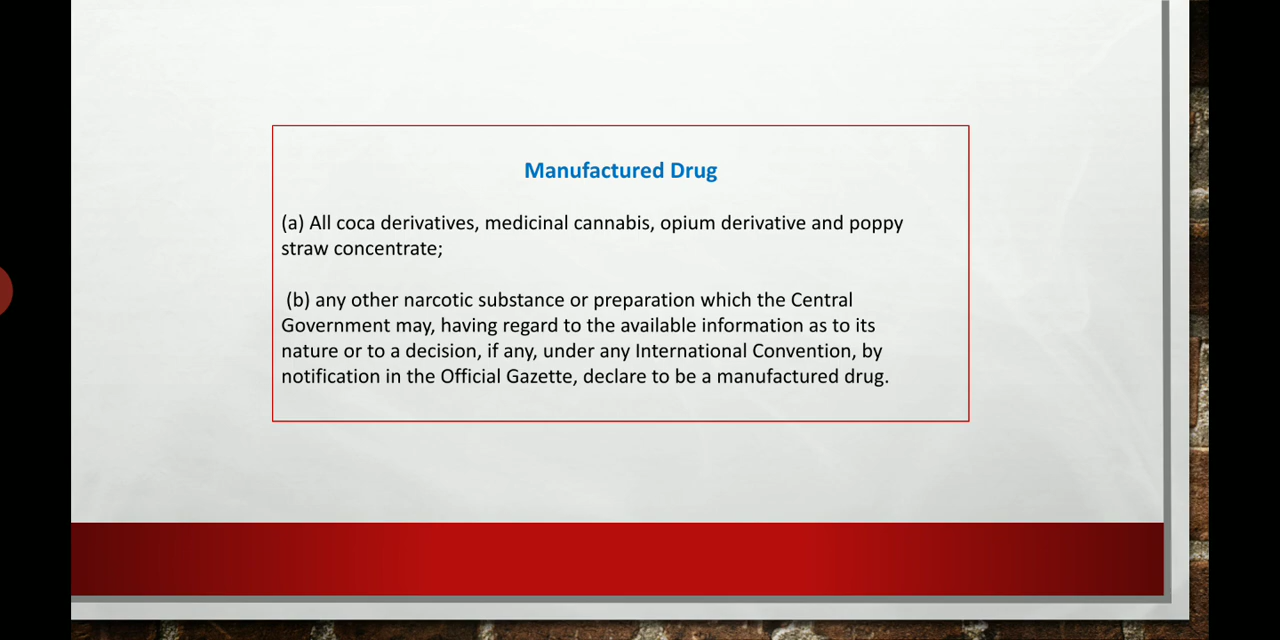 Manufactured Drug
(a) All coca derivatives, medicinal cannabis, opium derivative and poppy
straw concentrate;
(b) any other narcotic substance or preparation which the Central
Government may, having regard to the available information as to its
nature or to a decision, if any, under any International Convention, by
notification in the Official Gazette, declare to be a manufactured drug.